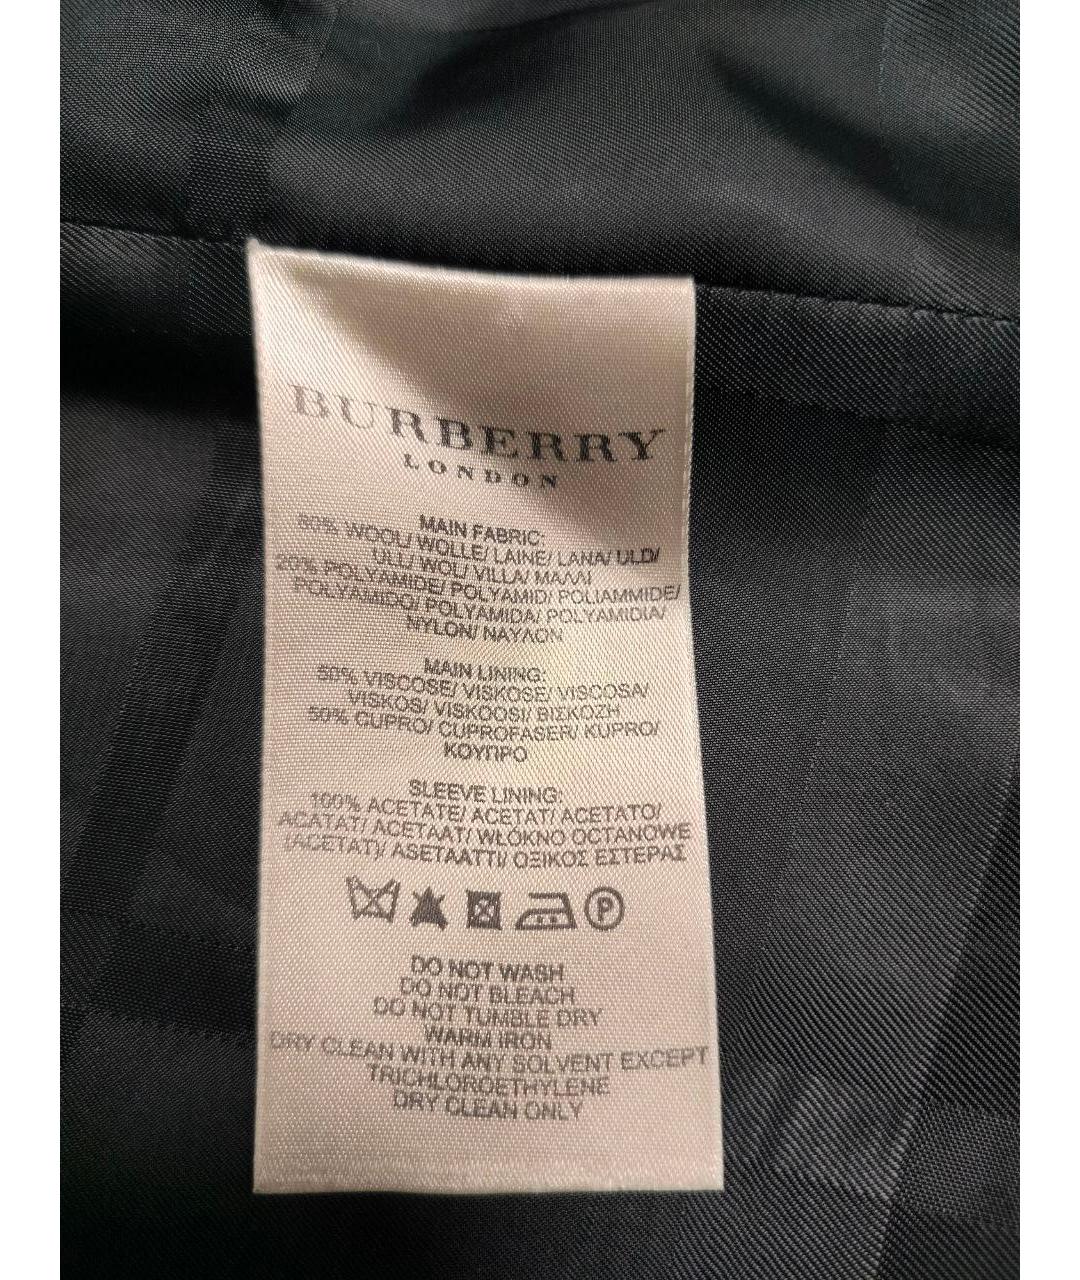 BURBERRY
LONDON
MAIN FABRIC:
80% WOOL/ WOLLE/ LAINE/ LANA/ ULD/
ULL/ WOL/ VILLA/ ΜΑΛΛΙ
20% POLYAMIDE/ POLYAMID/ POLIAMMIDE/
POLYAMIDO/ POLYAMIDA/ POLYAMIDIA/
NYLON/ ΝΑΥΛΟΝ
MAIN LINING:
50% VISCOSE/ VISKOSE/ VISCOSA/
VISKOS/ VISKOOSI/ ΒΙΣΚΟΖΗ
50% CUPRO/ CUPROFASER/ KUPRO/
ΚΟΥΠΡΟ
SLEEVE LINING:
100% ACETATE/ ACETAT/ ACETATO/
ACATAT/ ACETAAT/ WŁÓKNO OCTANOWE
(ACETAT)/ ASETAATTI/ ΟΞΙΚΟΣ ΕΣΤΕΡΑΣ
P
DO NOT WASH
DO NOT BLEACH
DO NOT TUMBLE DRY
WARM IRON
DRY CLEAN WITH ANY SOLVENT EXCEPT
TRICHLOROETHYLENE
DRY CLEAN ONLY